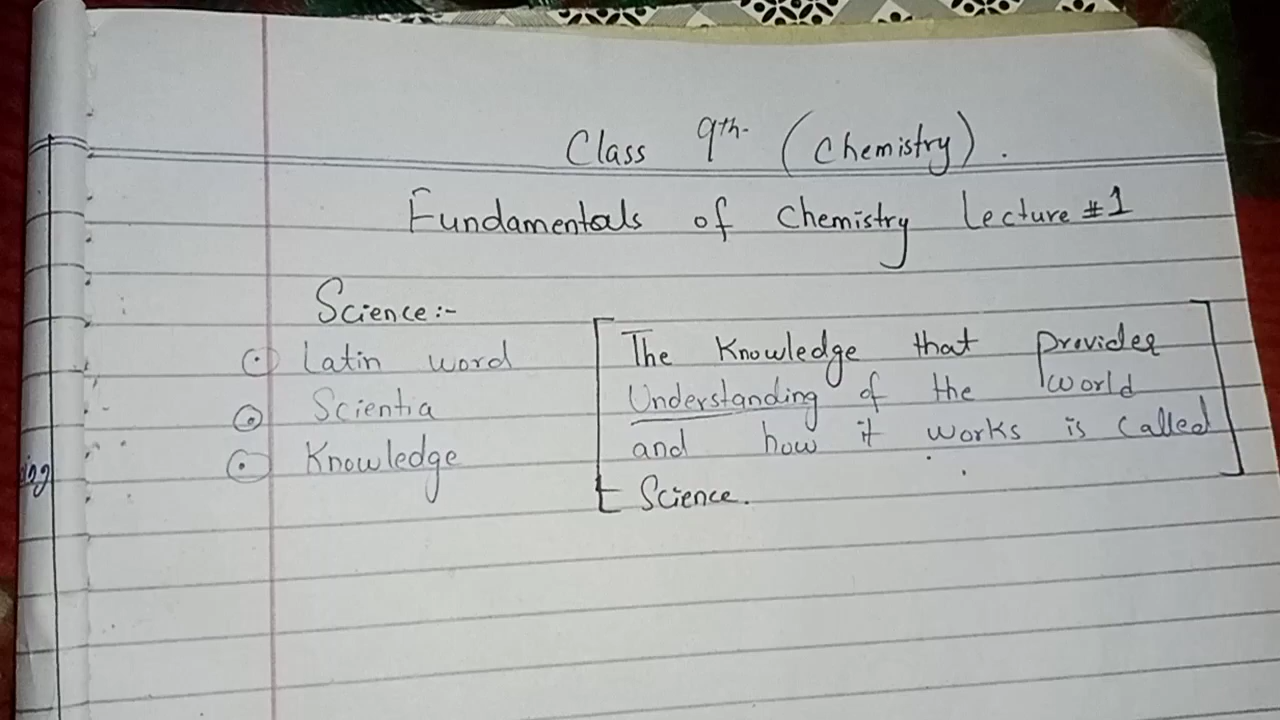 Class 9th. (Chemistry).
Fundamentals of Chemistry Lecture #1
Science:-
Latin word
Scientia
Knowledge
The Knowledge that provides
Understanding of the world
and how it works is called
Science.